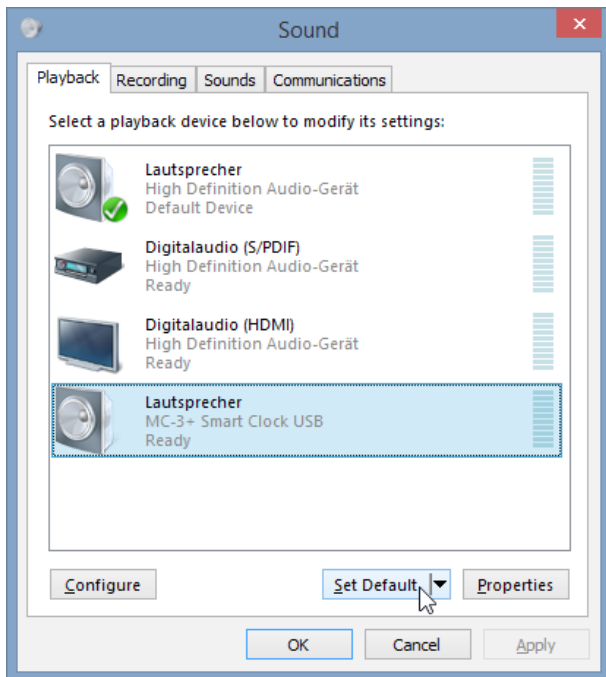 Sound
Playback Recording Sounds Communications
Select a playback device below to modify its settings:
Lautsprecher
High Definition Audio-Gerät
Default Device
Digitalaudio (S/PDIF)
High Definition Audio-Gerät
Ready
Digitalaudio (HDMI)
High Definition Audio-Gerät
Ready
Lautsprecher
MC-3+ Smart Clock USB
Ready
Configure Set Default Properties
OK Cancel Apply